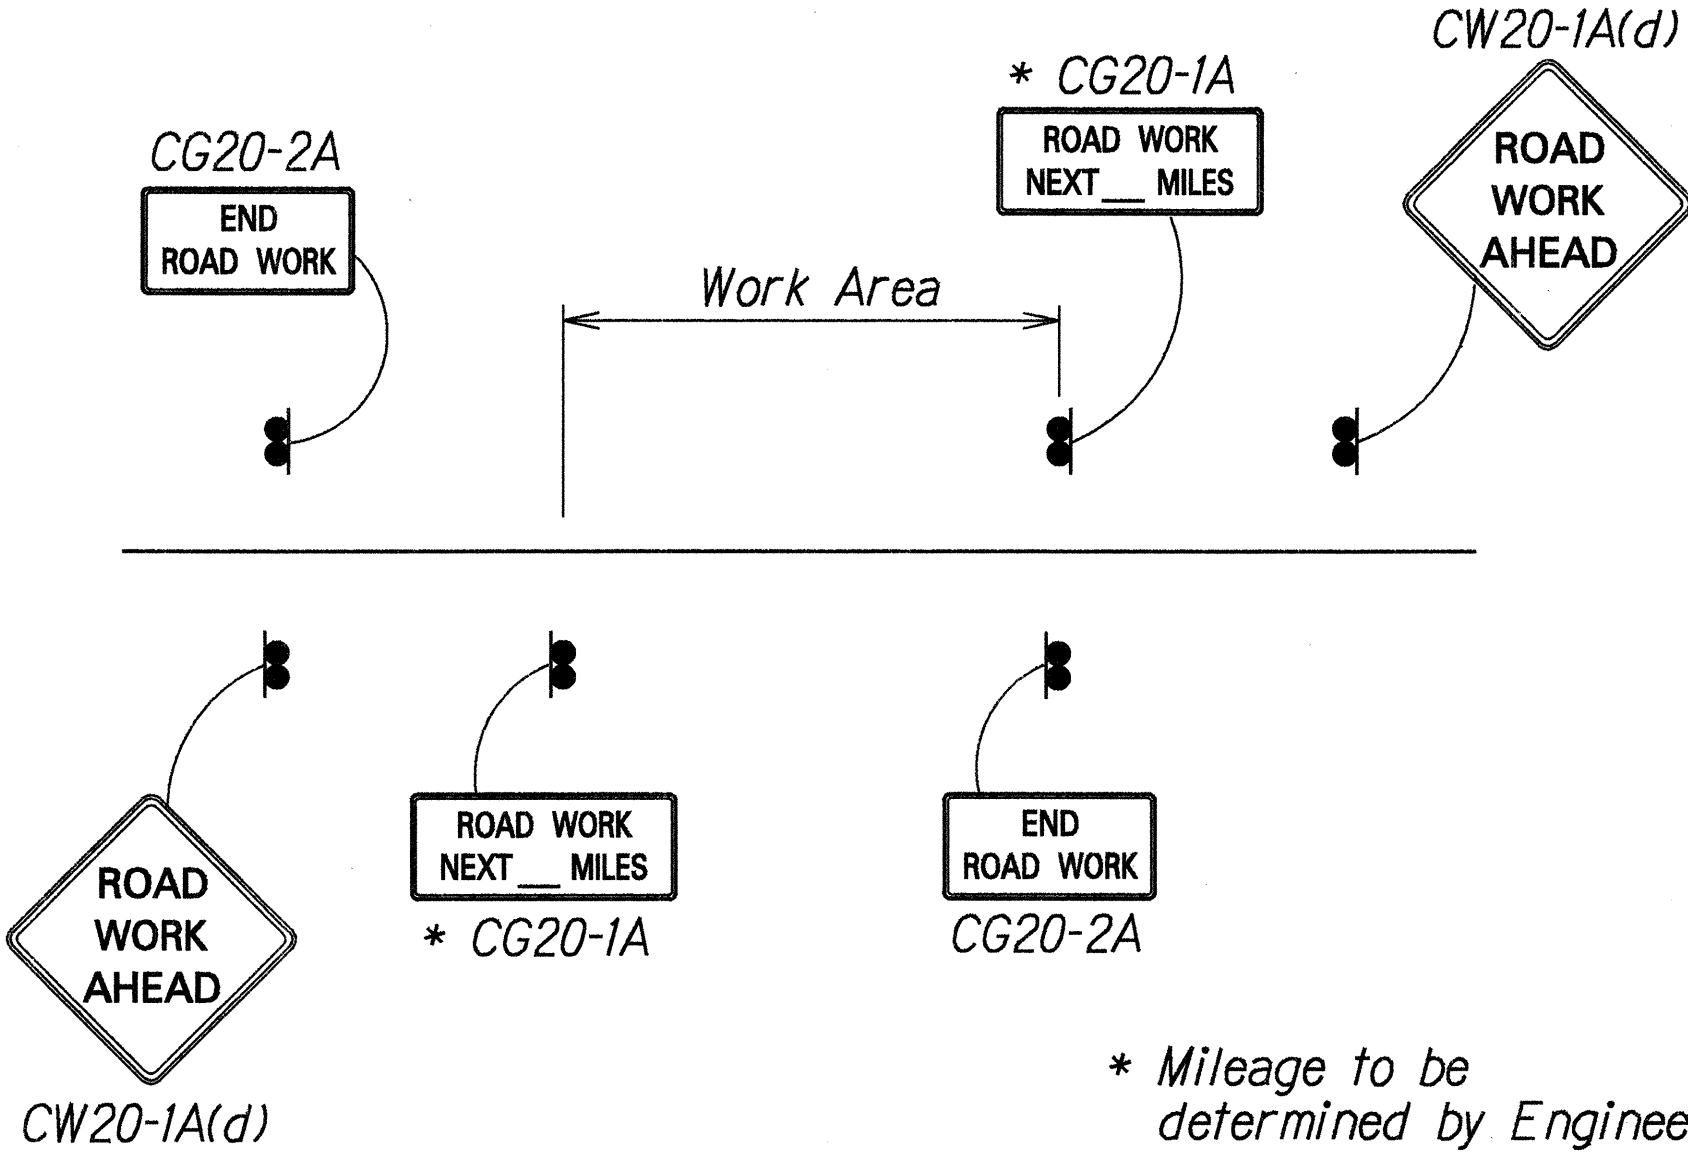 CW20-1A(d)
* CG20-1A
ROAD WORK
NEXT __ MILES
ROAD
WORK
AHEAD
CG20-2A
END
ROAD WORK
Work Area
ROAD
WORK
AHEAD
CW20-1A(d)
ROAD WORK
NEXT __ MILES
* CG20-1A
END
ROAD WORK
CG20-2A
* Mileage to be
determined by Enginee